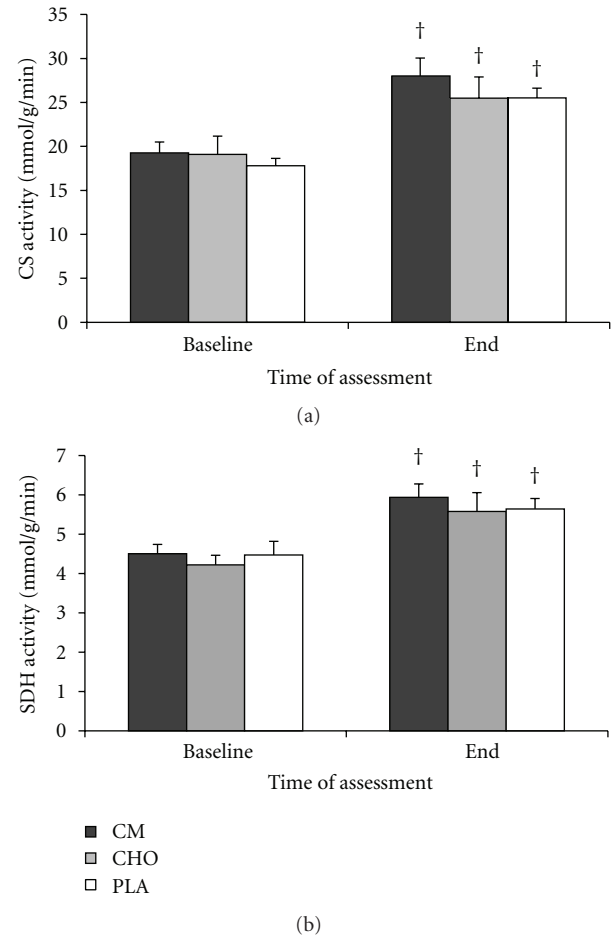 35
30
25
20
15
10
5
0
CS activity (mmol/g/min)
† † †
Baseline End
Time of assessment
(a)
7
6
5
4
3
2
1
0
SDH activity (mmol/g/min)
† † †
Baseline End
Time of assessment
CM
CHO
PLA
(b)